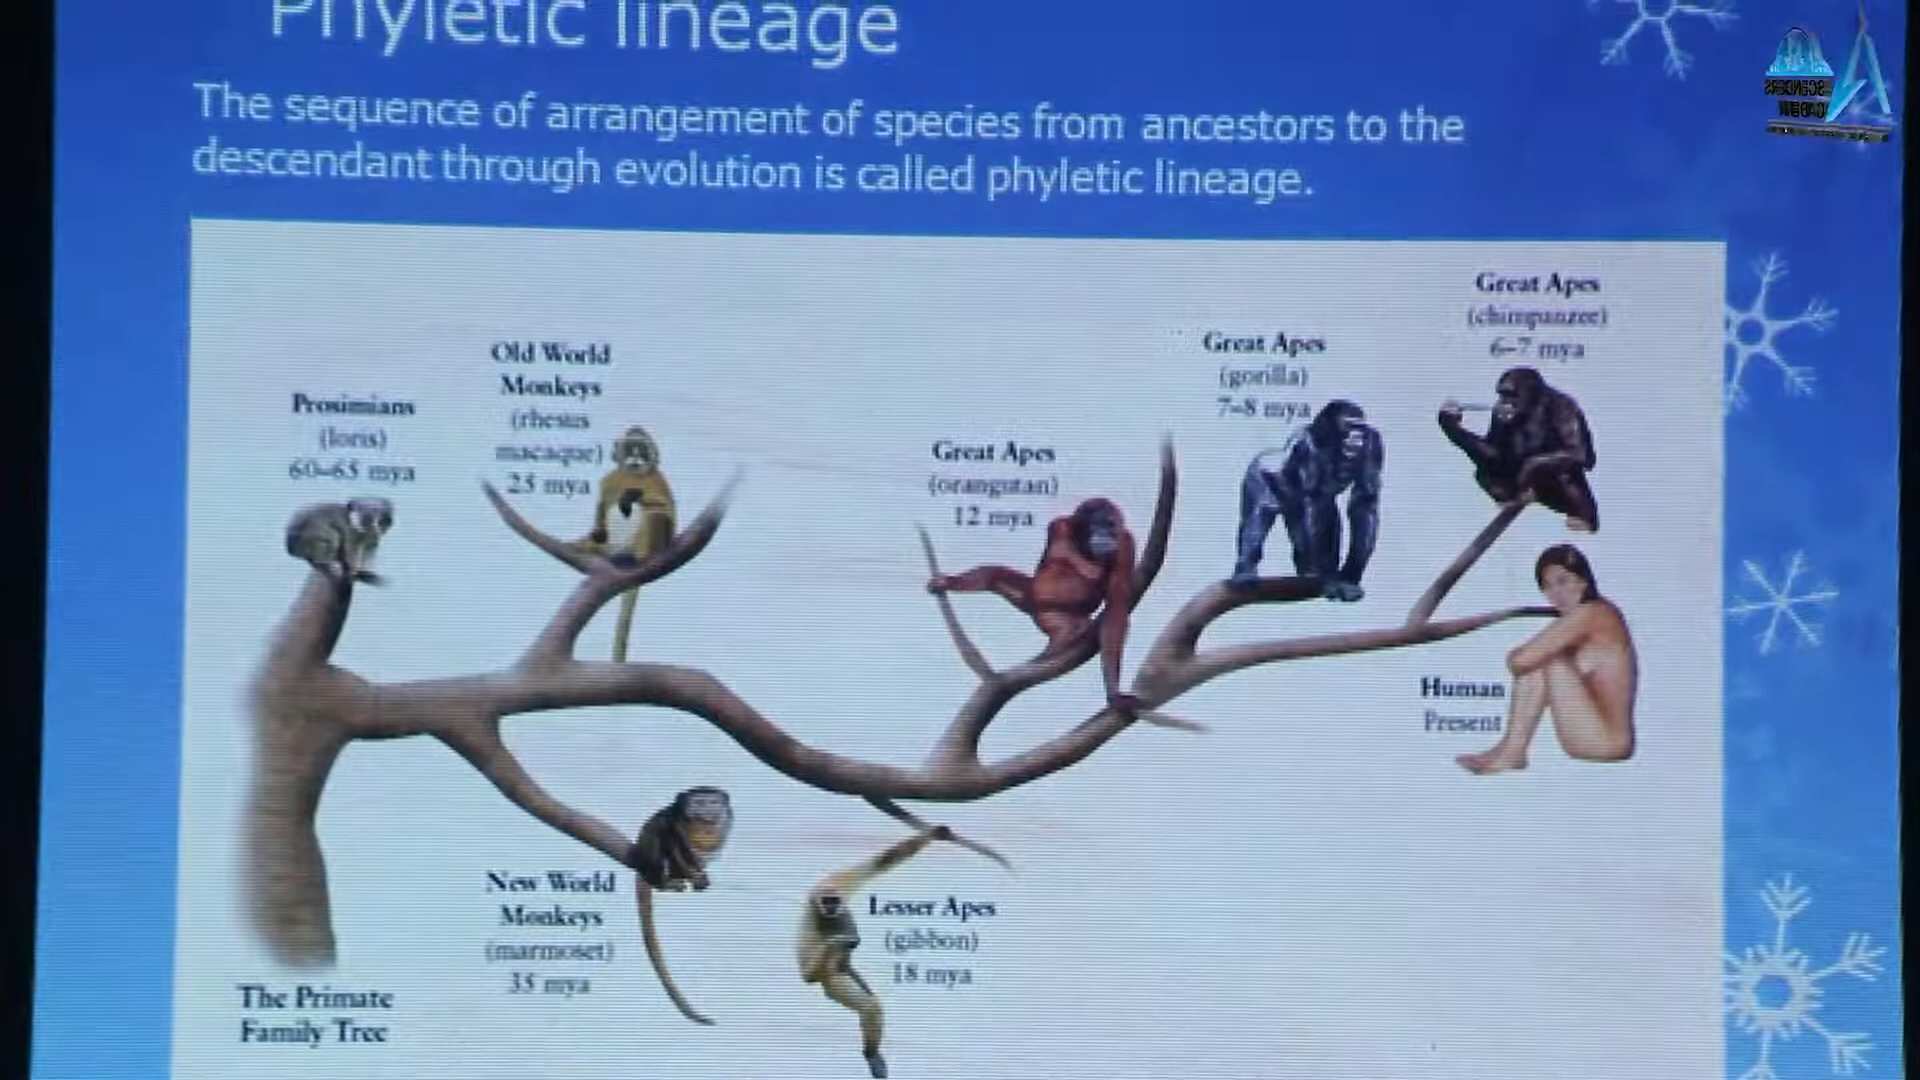 Phyletic lineage
The sequence of arrangement of species from ancestors to the
descendant through evolution is called phyletic lineage.
Great Apes
(chimpanzee)
6–7 mya
Great Apes
(gorilla)
7–8 mya
Old World
Monkeys
(rhesus
macaque)
25 mya
Prosimians
(loris)
60–65 mya
Great Apes
(orangutan)
12 mya
Human
Present
New World
Monkeys
(marmoset)
35 mya
Lesser Apes
(gibbon)
18 mya
The Primate
Family Tree